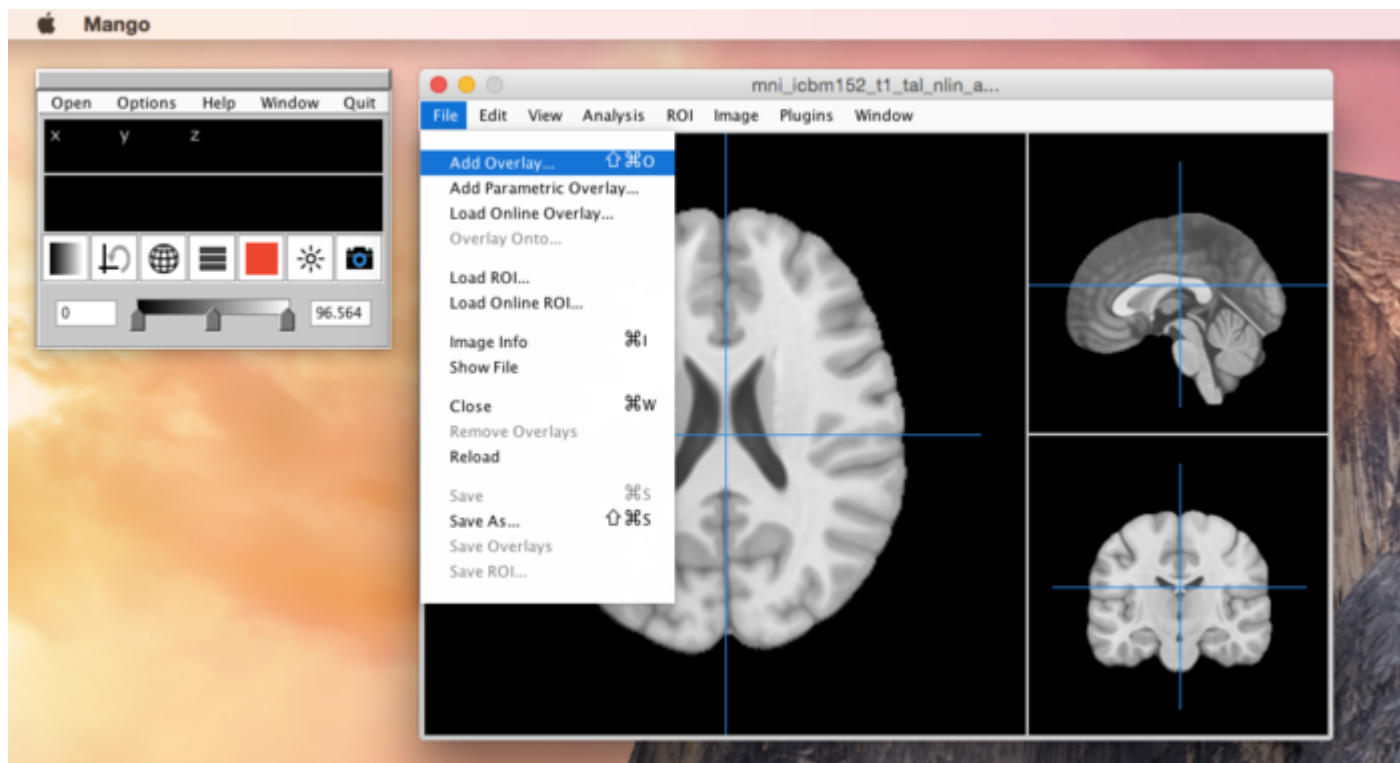 Mango
Open Options Help Window Quit
x y z
0 96.564
mni_icbm152_t1_tal_nlin_a...
File Edit View Analysis ROI Image Plugins Window
Add Overlay... ⇧⌘O
Add Parametric Overlay...
Load Online Overlay...
Overlay Onto...
Load ROI...
Load Online ROI...
Image Info ⌘I
Show File
Close ⌘W
Remove Overlays
Reload
Save ⌘S
Save As... ⇧⌘S
Save Overlays
Save ROI...